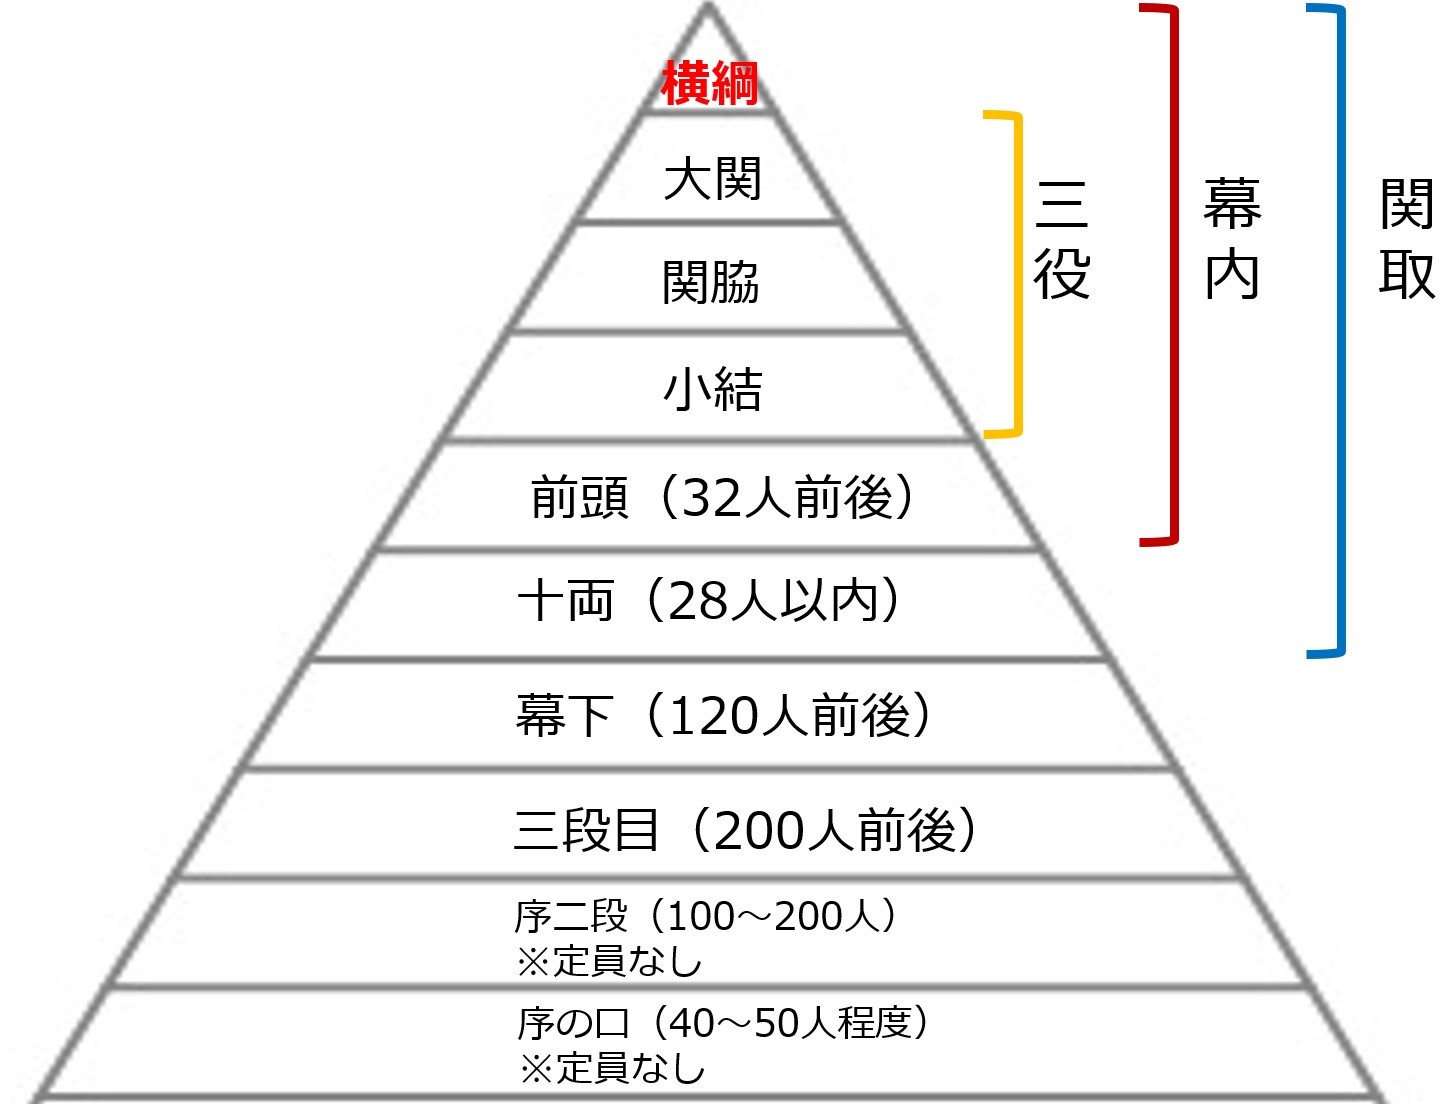 横綱
大関
関脇
小結
前頭（32人前後）
十両（28人以内）
幕下（120人前後）
三段目（200人前後）
序二段（100～200人）
※定員なし
序の口（40～50人程度）
※定員なし
三役
幕内
関取